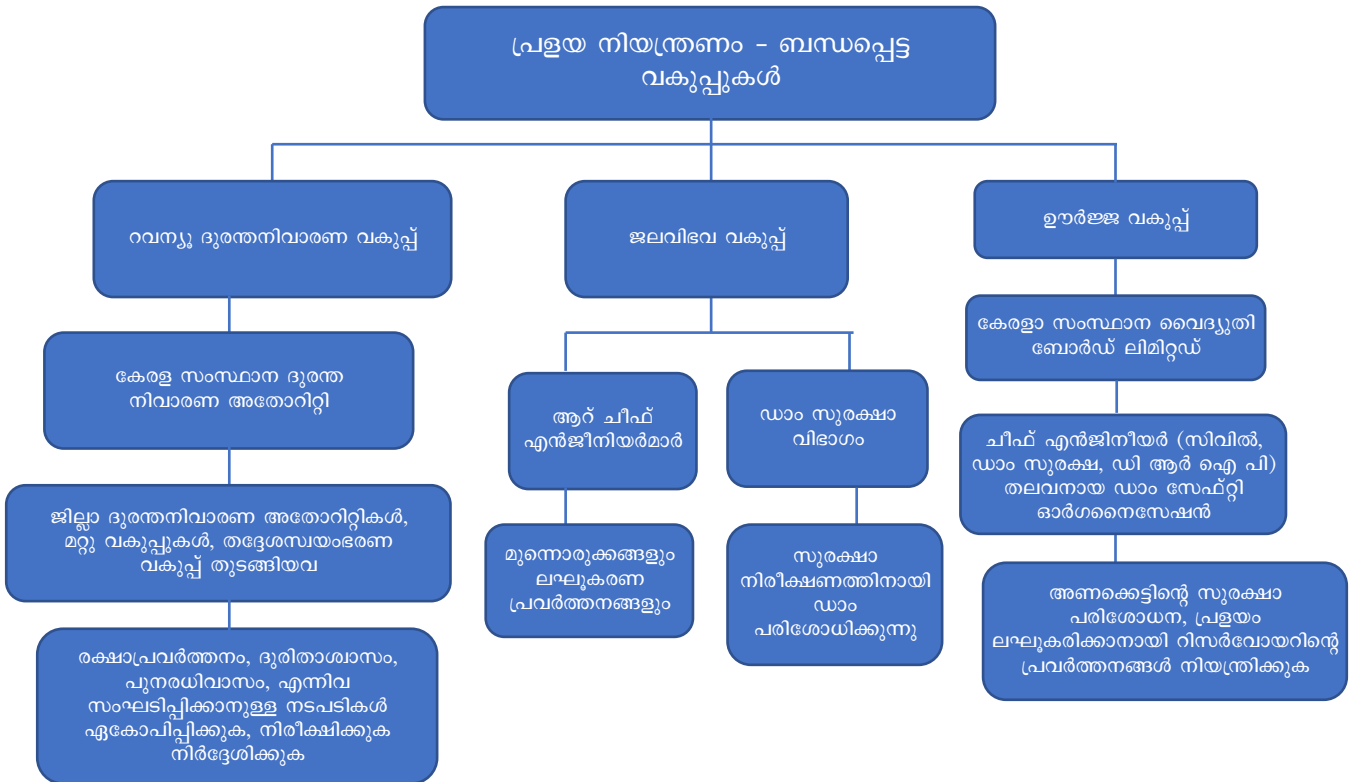 പ്രളയ നിയന്ത്രണം - ബന്ധപ്പെട്ട
വകുപ്പുകൾ
റവന്യൂ ദുരന്തനിവാരണ വകുപ്പ്
കേരള സംസ്ഥാന ദുരന്ത
നിവാരണ അതോറിറ്റി
ജില്ലാ ദുരന്തനിവാരണ അതോറിറ്റികൾ,
മറ്റു വകുപ്പുകൾ, തദ്ദേശസ്വയംഭരണ
വകുപ്പ് തുടങ്ങിയവ
രക്ഷാപ്രവർത്തനം, ദുരിതാശ്വാസം,
പുനരധിവാസം, എന്നിവ
സംഘടിപ്പിക്കാനുള്ള നടപടികൾ
ഏകോപിപ്പിക്കുക, നിരീക്ഷിക്കുക
നിർദ്ദേശിക്കുക
ജലവിഭവ വകുപ്പ്
ആറ് ചീഫ്
എൻജീനിയർമാർ
മുന്നൊരുക്കങ്ങളും
ലഘൂകരണ
പ്രവർത്തനങ്ങളും
ഡാം സുരക്ഷാ
വിഭാഗം
സുരക്ഷാ
നിരീക്ഷണത്തിനായി
ഡാം
പരിശോധിക്കുന്നു
ഊർജ്ജ വകുപ്പ്
കേരളാ സംസ്ഥാന വൈദ്യുതി
ബോർഡ് ലിമിറ്റഡ്
ചീഫ് എൻജിനീയർ (സിവിൽ,
ഡാം സുരക്ഷ, ഡി ആർ ഐ പി)
തലവനായ ഡാം സേഫ്റ്റി
ഓർഗനൈസേഷൻ
അണക്കെട്ടിന്റെ സുരക്ഷാ
പരിശോധന, പ്രളയം
ലഘൂകരിക്കാനായി റിസർവോയറിന്റെ
പ്രവർത്തനങ്ങൾ നിയന്ത്രിക്കുക